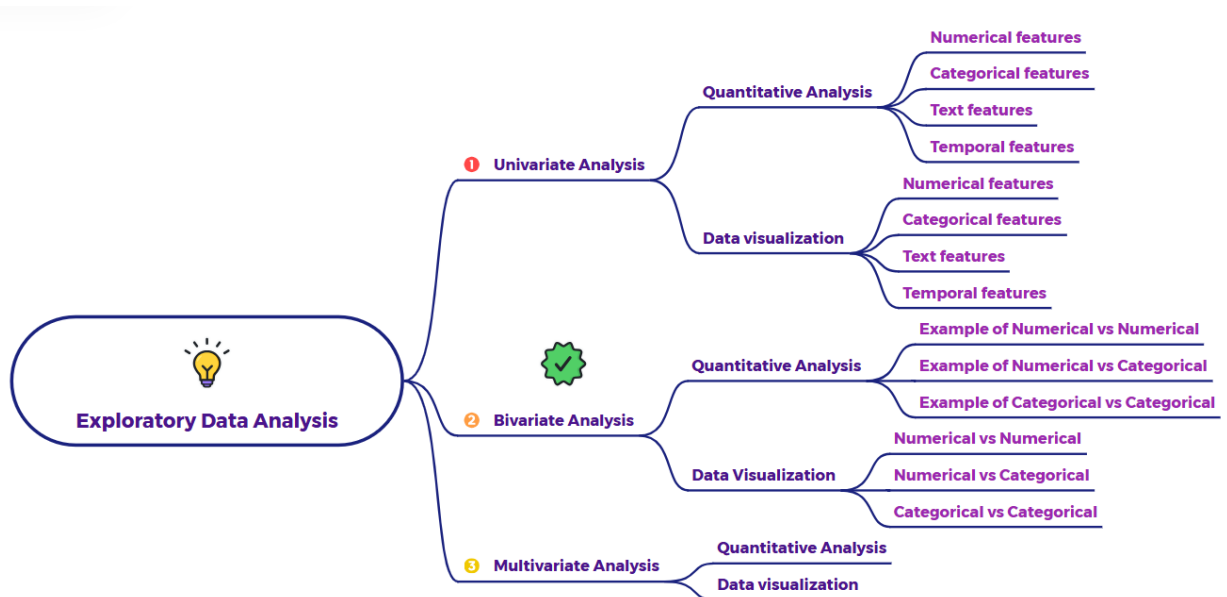 Exploratory Data Analysis
1 Univariate Analysis
Quantitative Analysis
Numerical features
Categorical features
Text features
Temporal features
Data visualization
Numerical features
Categorical features
Text features
Temporal features
2 Bivariate Analysis
Quantitative Analysis
Example of Numerical vs Numerical
Example of Numerical vs Categorical
Example of Categorical vs Categorical
Data Visualization
Numerical vs Numerical
Numerical vs Categorical
Categorical vs Categorical
3 Multivariate Analysis
Quantitative Analysis
Data visualization